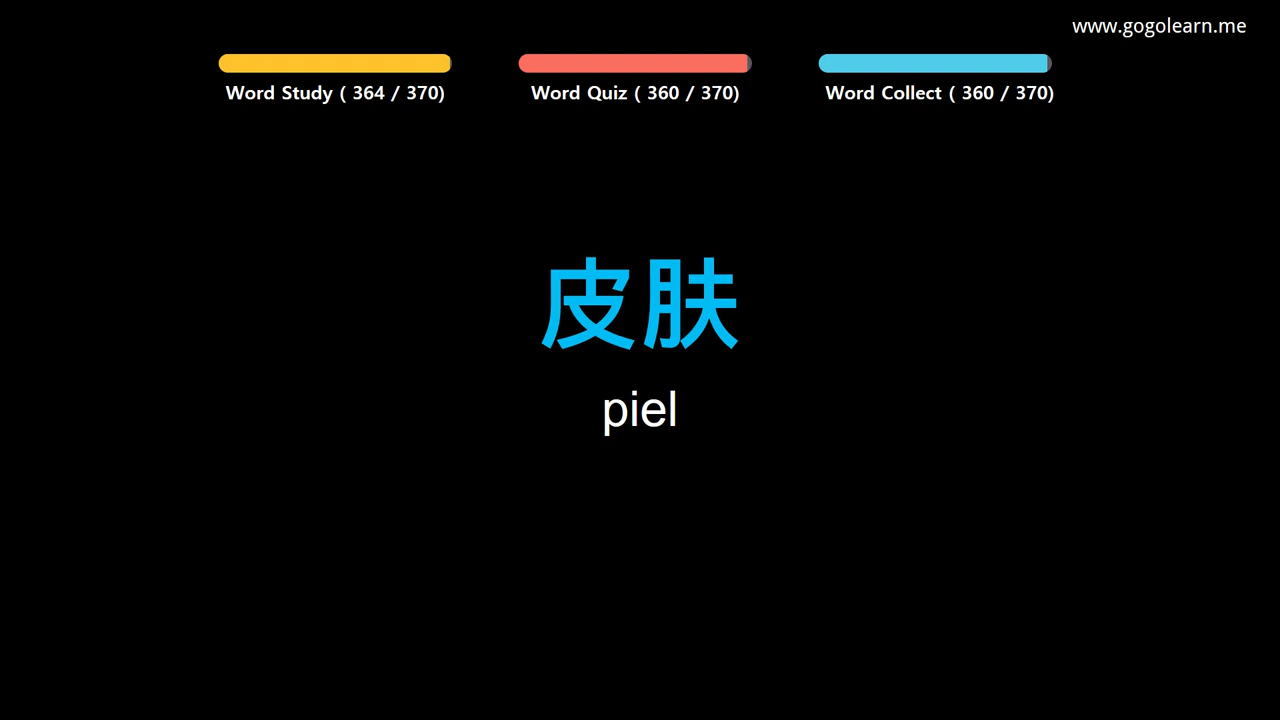 www.gogolearn.me
Word Study ( 364 / 370)
Word Quiz ( 360 / 370)
Word Collect ( 360 / 370)
皮肤
piel